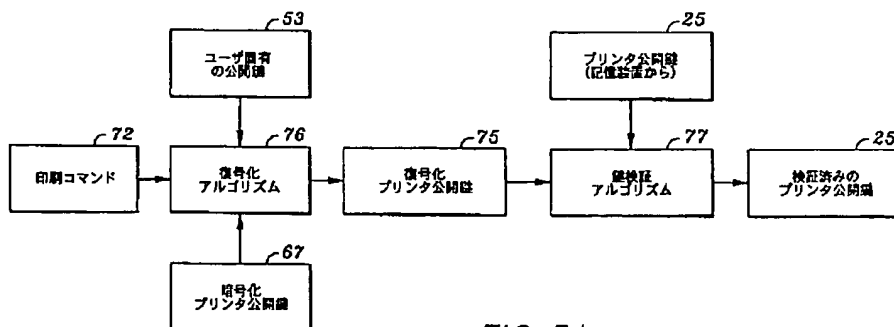 53
ユーザ固有
の公開鍵
25
プリンタ公開鍵
(記憶装置から)
72
印刷コマンド
76
復号化
アルゴリズム
75
復号化
プリンタ公開鍵
77
鍵検証
アルゴリズム
25
検証済みの
プリンタ公開鍵
67
暗号化
プリンタ公開鍵